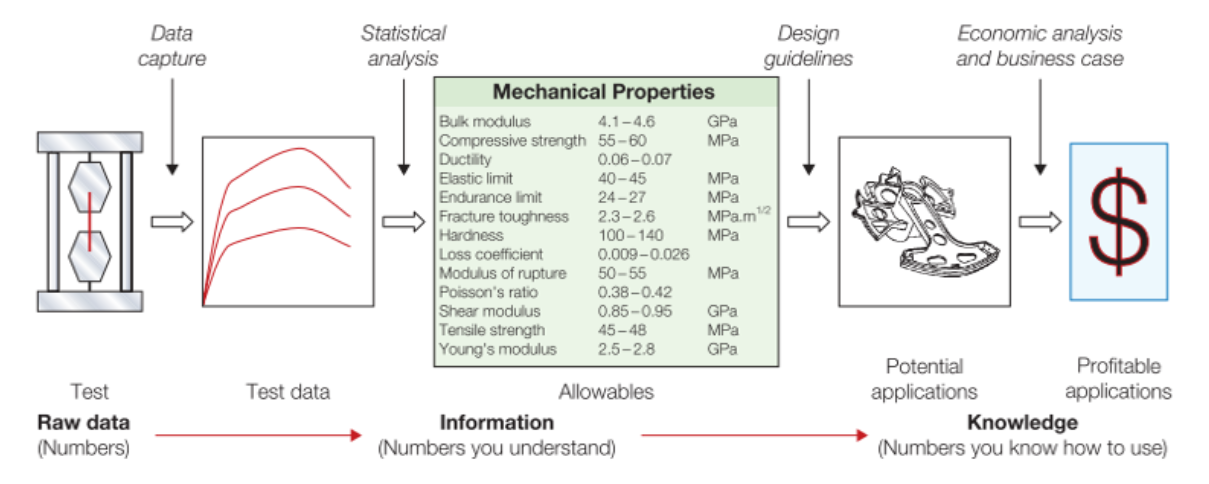 Data
capture
Statistical
analysis
Design
guidelines
Economic analysis
and business case
Mechanical Properties
Bulk modulus 4.1–4.6 GPa
Compressive strength 55–60 MPa
Ductility 0.06–0.07
Elastic limit 40–45 MPa
Endurance limit 24–27 MPa
Fracture toughness 2.3–2.6 MPa.m^1/2
Hardness 100–140 MPa
Loss coefficient 0.009–0.026
Modulus of rupture 50–55 MPa
Poisson's ratio 0.38–0.42
Shear modulus 0.85–0.95 GPa
Tensile strength 45–48 MPa
Young's modulus 2.5–2.8 GPa
$
Test
Test data
Allowables
Potential
applications
Profitable
applications
Raw data
(Numbers)
Information
(Numbers you understand)
Knowledge
(Numbers you know how to use)